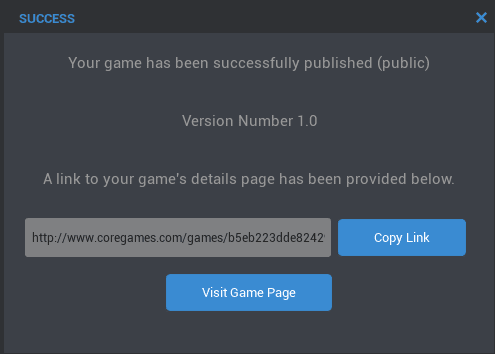 SUCCESS
Your game has been successfully published (public)
Version Number 1.0
A link to your game's details page has been provided below.
http://www.coregames.com/games/b5eb223dde8242
Copy Link
Visit Game Page